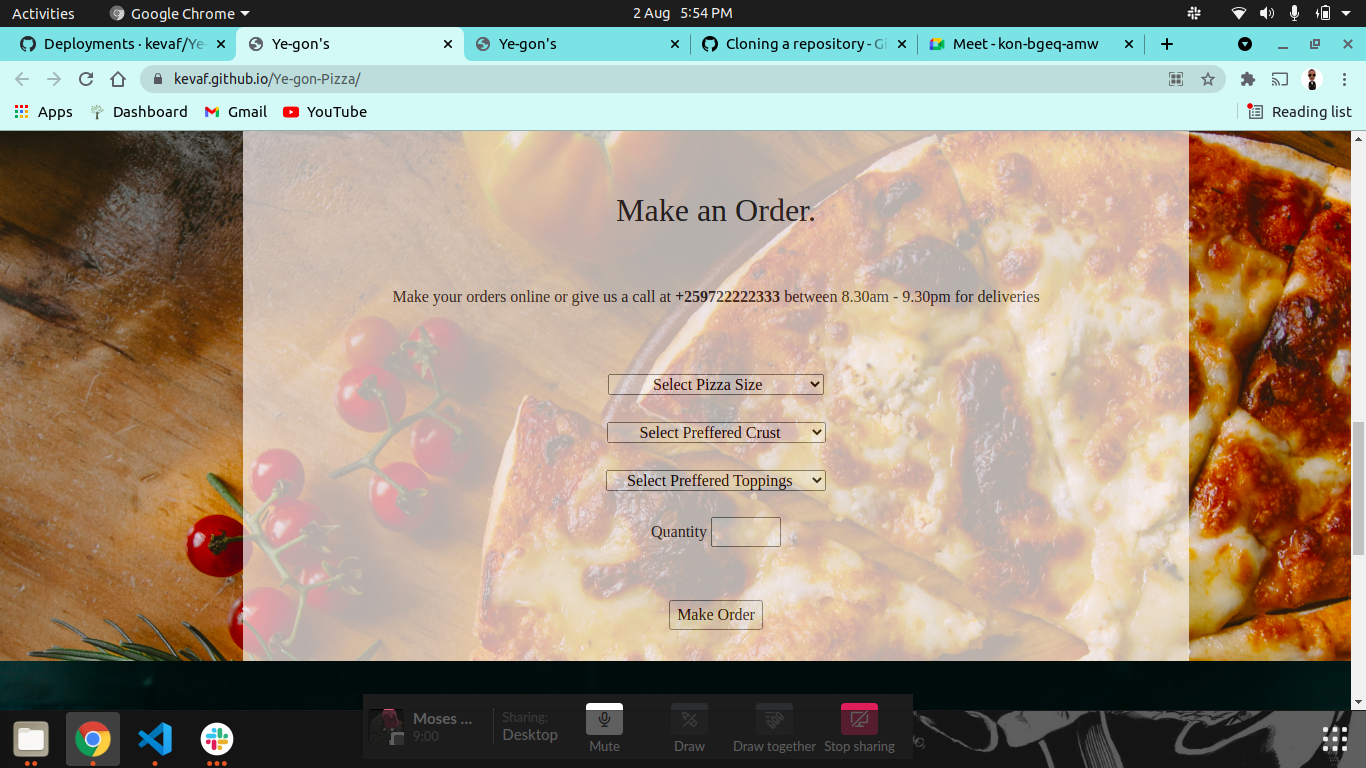 Activities
Google Chrome
2 Aug 5:54 PM
Deployments · kevaf/Ye-
Ye-gon's
Ye-gon's
Cloning a repository - Gi
Meet - kon-bgeq-amw
kevaf.github.io/Ye-gon-Pizza/
Apps
Dashboard
Gmail
YouTube
Reading list
Make an Order.
Make your orders online or give us a call at +259722222333 between 8.30am - 9.30pm for deliveries
Select Pizza Size
Select Preffered Crust
Select Preffered Toppings
Quantity
Make Order
Moses ...
9:00
Sharing:
Desktop
Mute
Draw
Draw together
Stop sharing